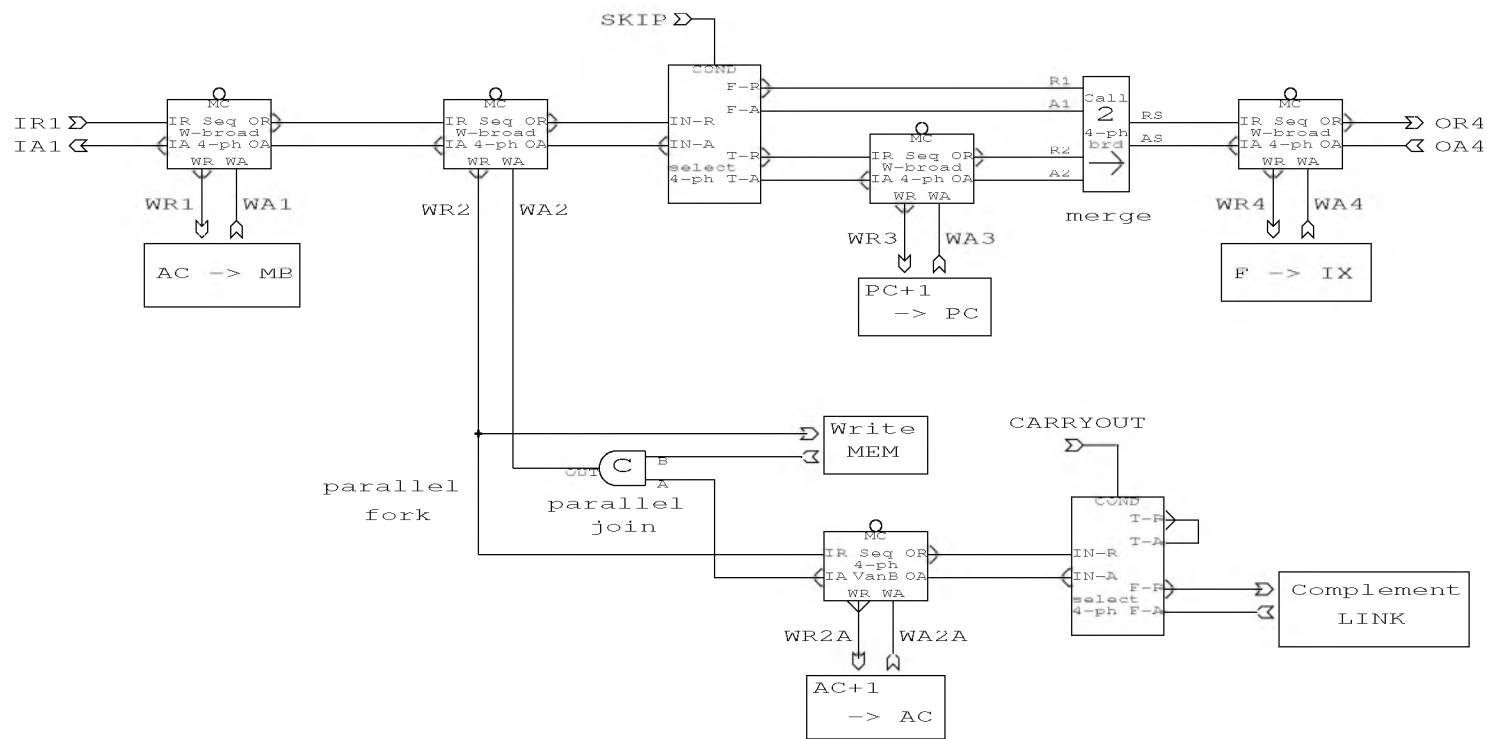 SKIP
COND
F-R
F-A
IN-R
IN-A
T-R
T-A
select
4-ph
R1
A1
R2
A2
Call
2
4-ph
brd
merge
RS
AS
IR1
IA1
MC
IR Seq OR
W-broad
IA 4-ph OA
WR WA
WR1
WA1
AC -> MB
MC
IR Seq OR
W-broad
IA 4-ph OA
WR WA
WR2
WA2
MC
IR Seq OR
W-broad
IA 4-ph OA
WR WA
WR3
WA3
PC+1
-> PC
MC
IR Seq OR
W-broad
IA 4-ph OA
WR WA
OR4
OA4
WR4
WA4
F -> IX
Write
MEM
C
OUT
B
A
parallel
fork
parallel
join
CARRYOUT
COND
T-R
T-A
IN-R
IN-A
F-R
select
4-ph F-A
MC
IR Seq OR
4-ph
IA VanB OA
WR WA
WR2A
WA2A
AC+1
-> AC
Complement
LINK